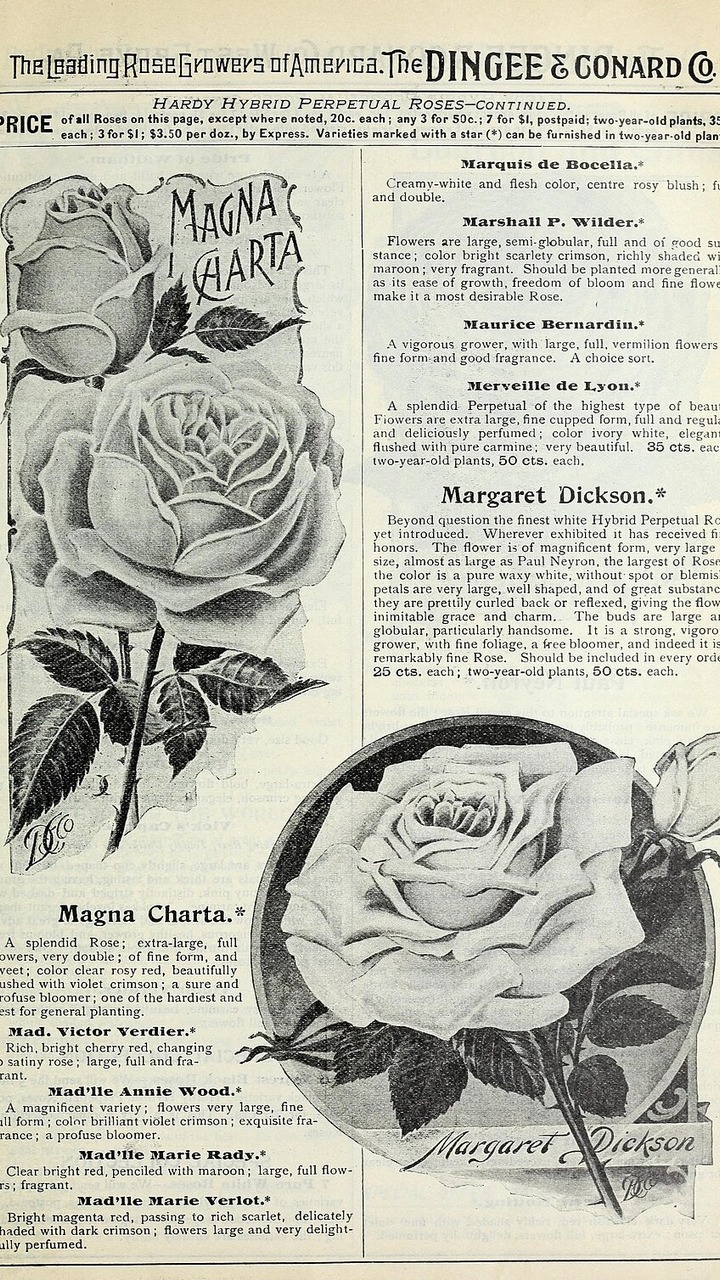 The Leading Rose Growers of America. The DINGEE & CONARD CO.
HARDY HYBRID PERPETUAL ROSES—CONTINUED.
PRICE of all Roses on this page, except where noted, 20c. each; any 3 for 50c.; 7 for $1, postpaid; two-year-old plants, 35
each; 3 for $1; $3.50 per doz., by Express. Varieties marked with a star (*) can be furnished in two-year-old plan
MAGNA
CHARTA
D&Co
Magna Charta.*
A splendid Rose; extra-large, full
owers, very double; of fine form, and
weet; color clear rosy red, beautifully
ushed with violet crimson; a sure and
rofuse bloomer; one of the hardiest and
est for general planting.
Mad. Victor Verdier.*
Rich, bright cherry red, changing
o satiny rose; large, full and fra-
rant.
Mad'lle Annie Wood.*
A magnificent variety; flowers very large, fine
ull form; color brilliant violet crimson; exquisite fra-
rance; a profuse bloomer.
Mad'lle Marie Rady.*
Clear bright red, penciled with maroon; large, full flow-
rs; fragrant.
Mad'lle Marie Verlot.*
Bright magenta red, passing to rich scarlet, delicately
haded with dark crimson; flowers large and very delight-
ully perfumed.
Marquis de Bocella.*
Creamy-white and flesh color, centre rosy blush; fu
and double.
Marshall P. Wilder.*
Flowers are large, semi-globular, full and of good su
stance; color bright scarlety crimson, richly shaded wi
maroon; very fragrant. Should be planted more general
as its ease of growth, freedom of bloom and fine flowe
make it a most desirable Rose.
Maurice Bernardin.*
A vigorous grower, with large, full, vermilion flowers
fine form and good fragrance. A choice sort.
Merveille de Lyon.*
A splendid Perpetual of the highest type of beaut
Flowers are extra large, fine cupped form, full and regula
and deliciously perfumed; color ivory white, elegant
flushed with pure carmine; very beautiful. 35 cts. eac
two-year-old plants, 50 cts. each.
Margaret Dickson.*
Beyond question the finest white Hybrid Perpetual Ro
yet introduced. Wherever exhibited it has received fi
honors. The flower is of magnificent form, very large
size, almost as large as Paul Neyron, the largest of Rose
the color is a pure waxy white, without spot or blemis
petals are very large, well shaped, and of great substanc
they are prettily curled back or reflexed, giving the flow
inimitable grace and charm. The buds are large an
globular, particularly handsome. It is a strong, vigoro
grower, with fine foliage, a free bloomer, and indeed it is
remarkably fine Rose. Should be included in every orde
25 cts. each; two-year-old plants, 50 cts. each.
Margaret Dickson
D&Co